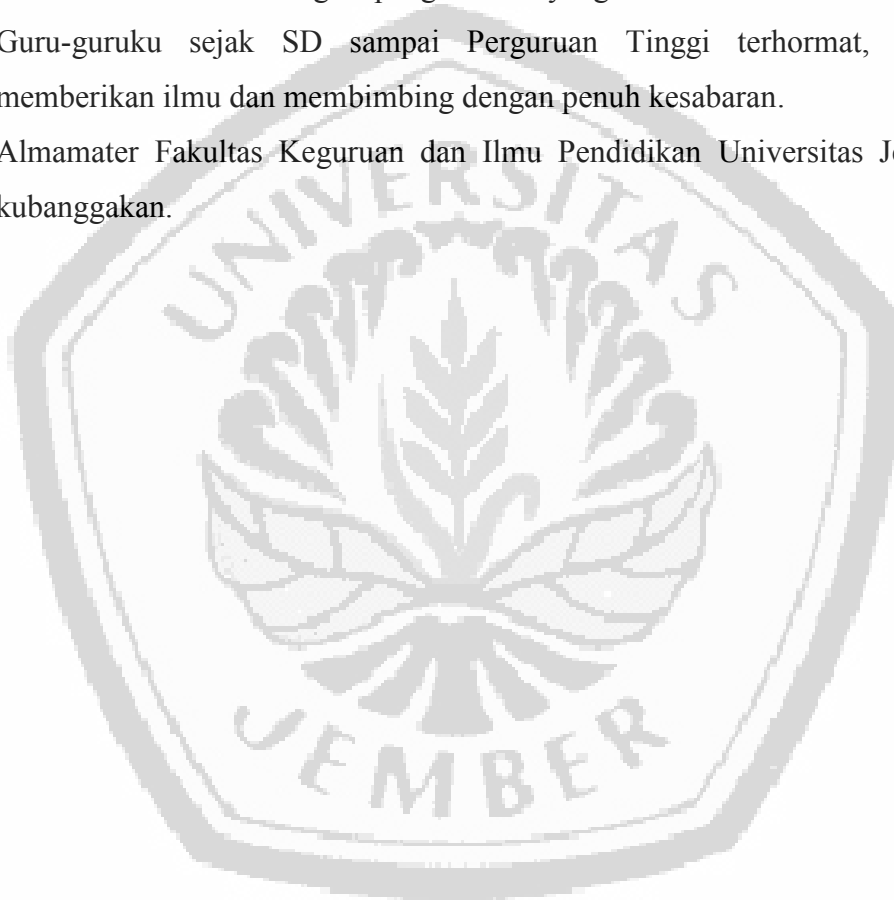 Guru-guruku sejak SD sampai Perguruan Tinggi terhormat,
memberikan ilmu dan membimbing dengan penuh kesabaran.
Almamater Fakultas Keguruan dan Ilmu Pendidikan Universitas
kubanggakan.
UNIVERSITAS
JEMBER